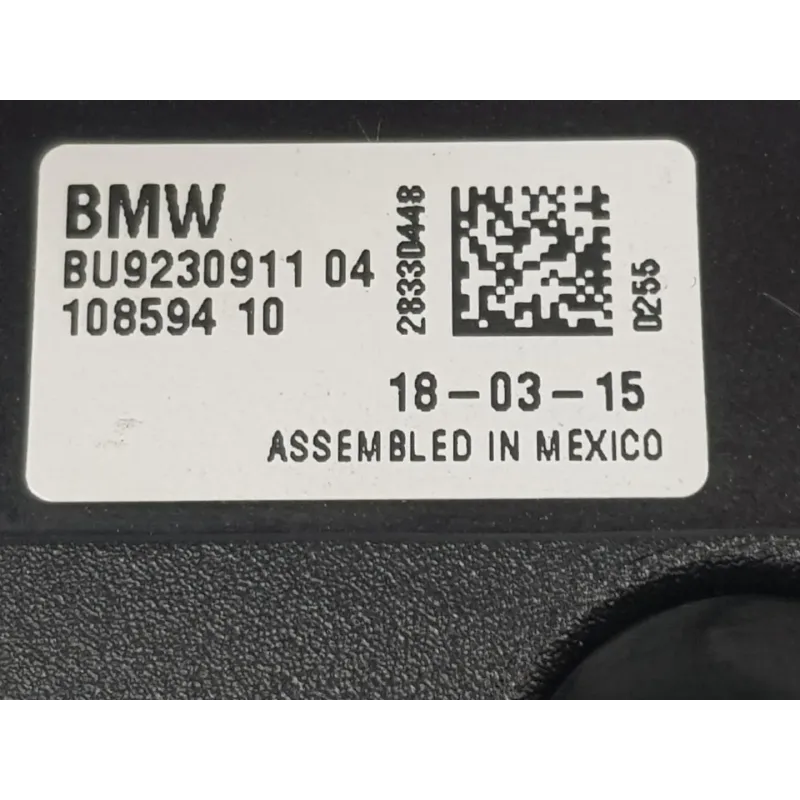 BMW
BU9230911 04
108594 10
28330448
0255
18-03-15
ASSEMBLED IN MEXICO